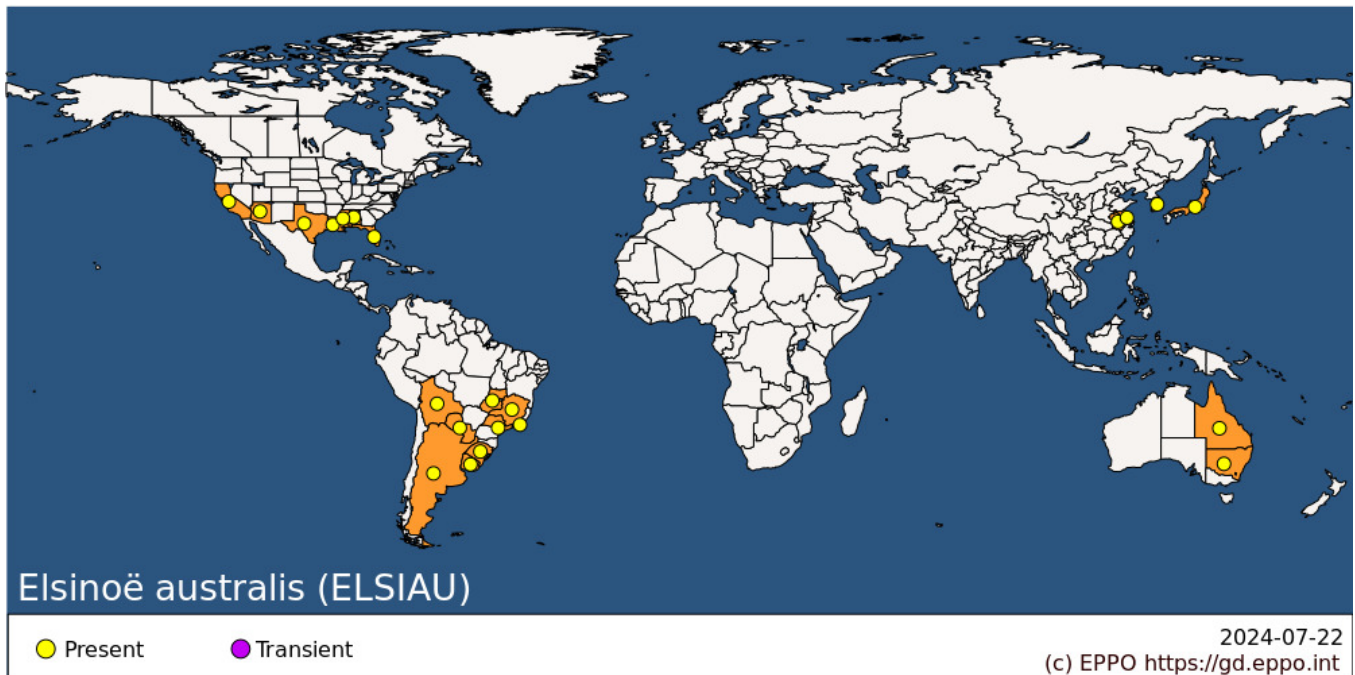 Elsinoë australis (ELSIAU)
Present
Transient
2024-07-22
(c) EPPO https://gd.eppo.int